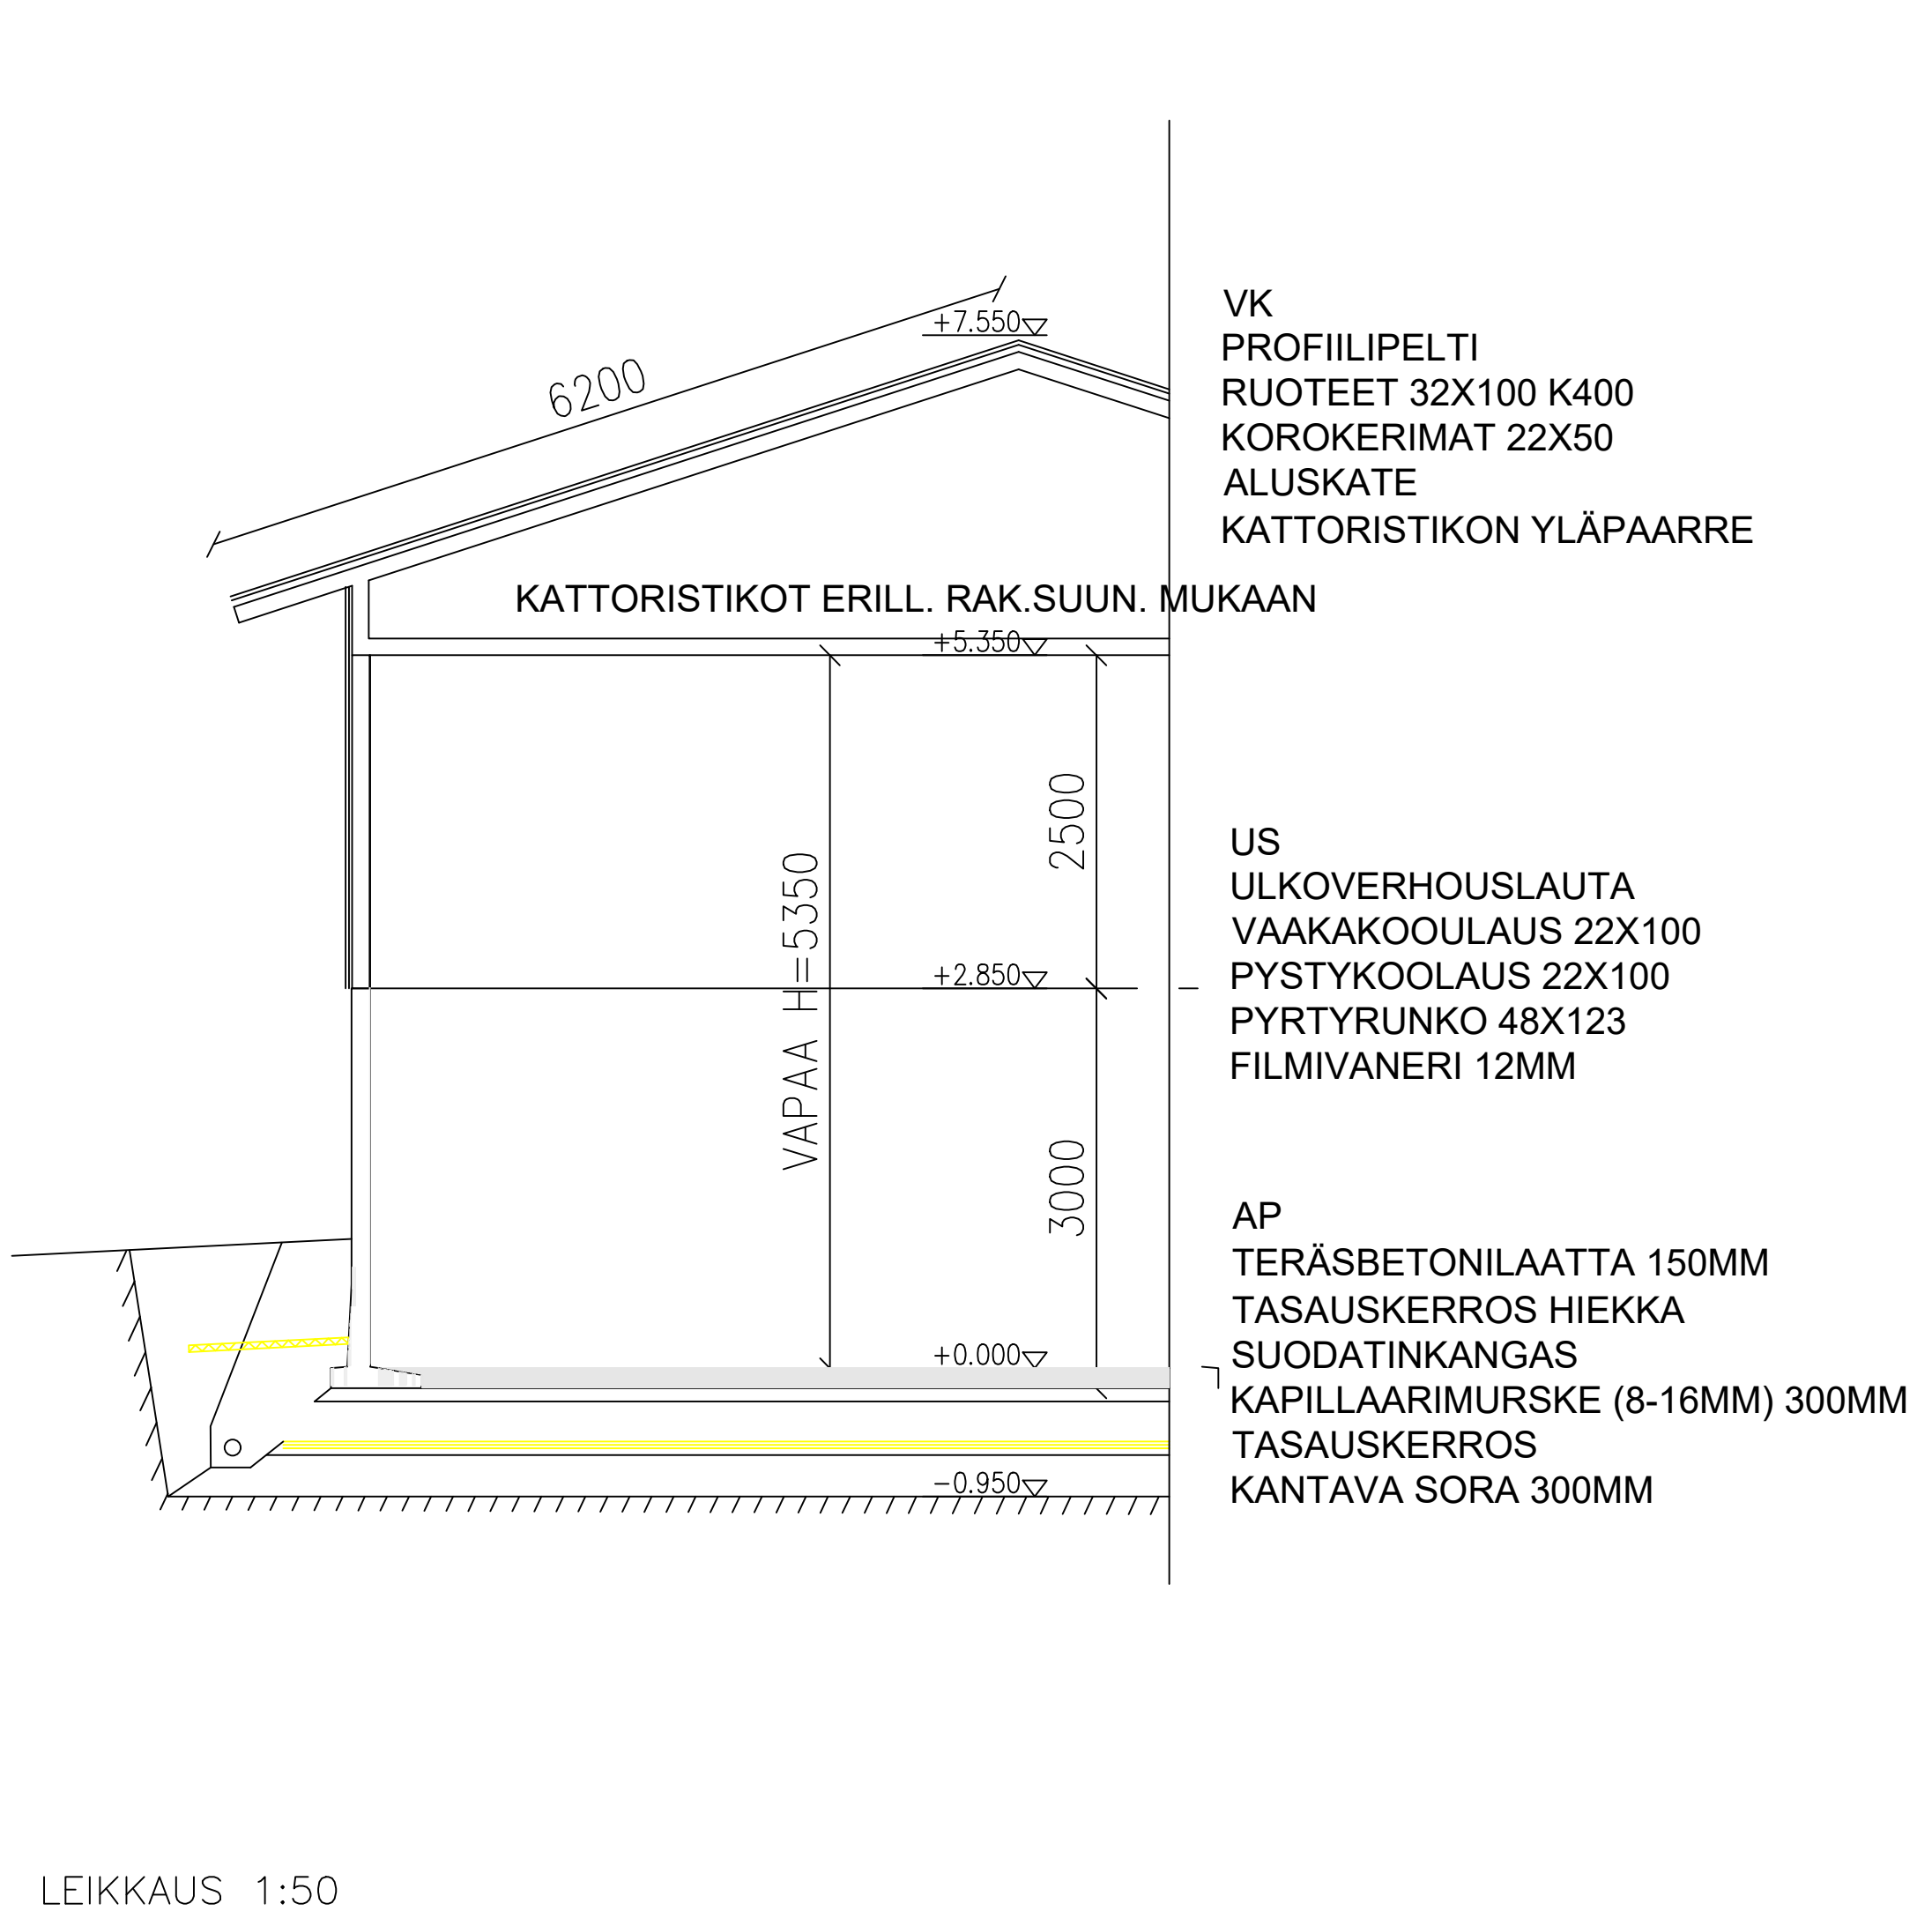 6200
+7.550
VK
PROFIILIPELTI
RUOTEET 32X100 K400
KOROKERIMAT 22X50
ALUSKATE
KATTORISTIKON YLÄPAARRE
KATTORISTIKOT ERILL. RAK.SUUN. MUKAAN
+5.350
2500
VAPAA H=5350
+2.850
US
ULKOVERHOUSLAUTA
VAAKAKOOULAUS 22X100
PYSTYKOOLAUS 22X100
PYRTYRUNKO 48X123
FILMIVANERI 12MM
3000
+0.000
AP
TERÄSBETONILAATTA 150MM
TASAUSKERROS HIEKKA
SUODATINKANGAS
KAPILLAARIMURSKE (8-16MM) 300MM
TASAUSKERROS
KANTAVA SORA 300MM
-0.950
LEIKKAUS 1:50